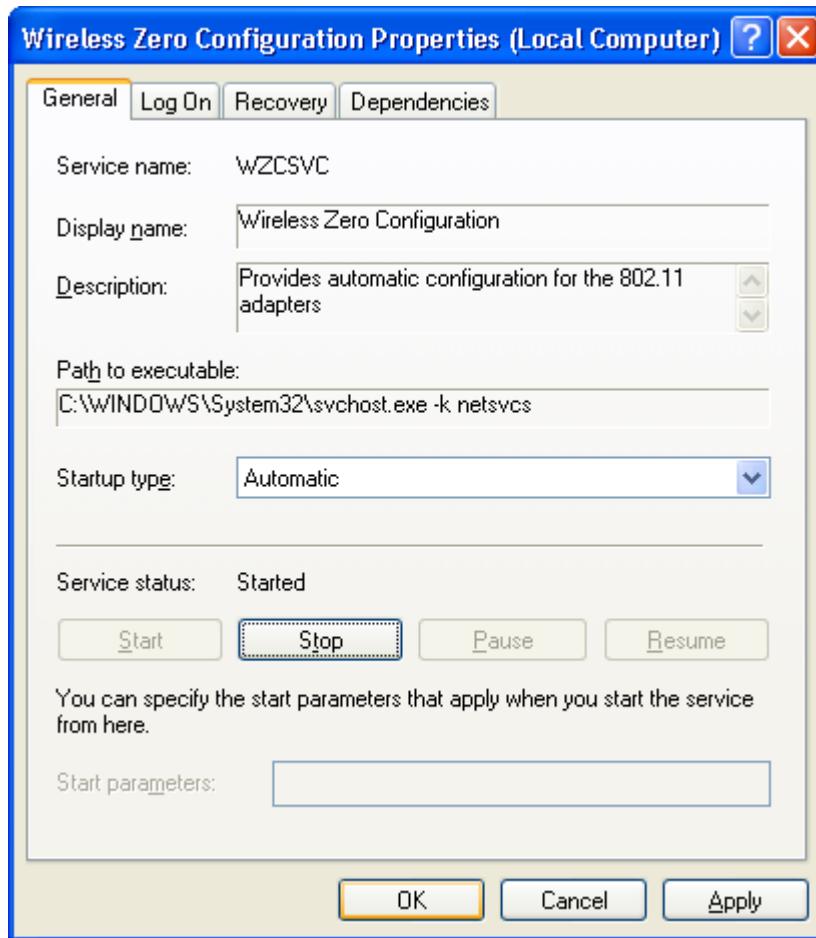 Wireless Zero Configuration Properties (Local Computer) ? X
General Log On Recovery Dependencies
Service name: WZCSVC
Display name: Wireless Zero Configuration
Description: Provides automatic configuration for the 802.11
adapters
Path to executable:
C:\WINDOWS\System32\svchost.exe -k netsvcs
Startup type: Automatic
Service status: Started
Start Stop Pause Resume
You can specify the start parameters that apply when you start the service
from here.
Start parameters:
OK Cancel Apply